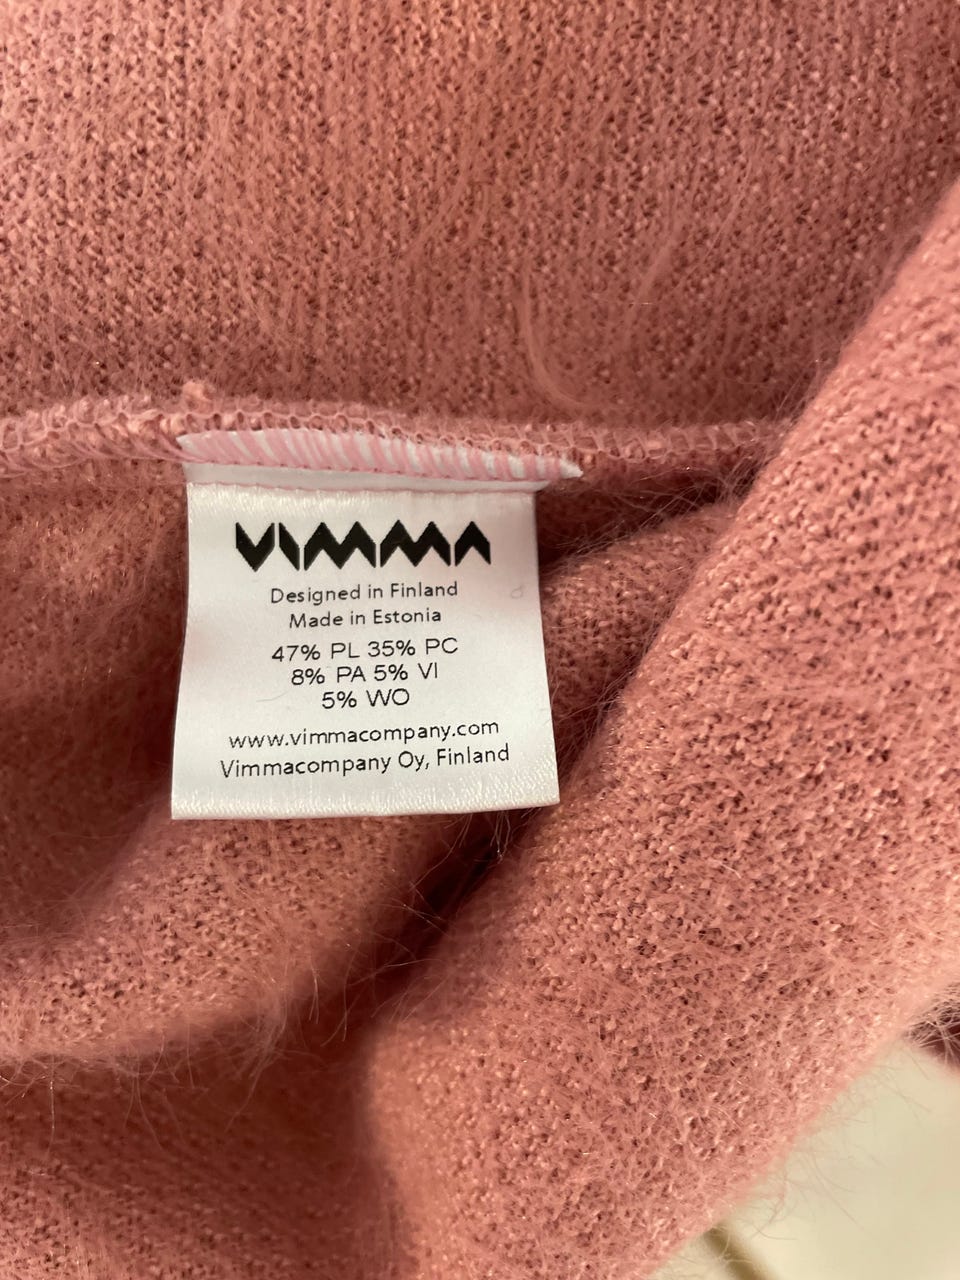 VIMMA
Designed in Finland
Made in Estonia
47% PL 35% PC
8% PA 5% VI
5% WO
www.vimmacompany.com
Vimmacompany Oy, Finland